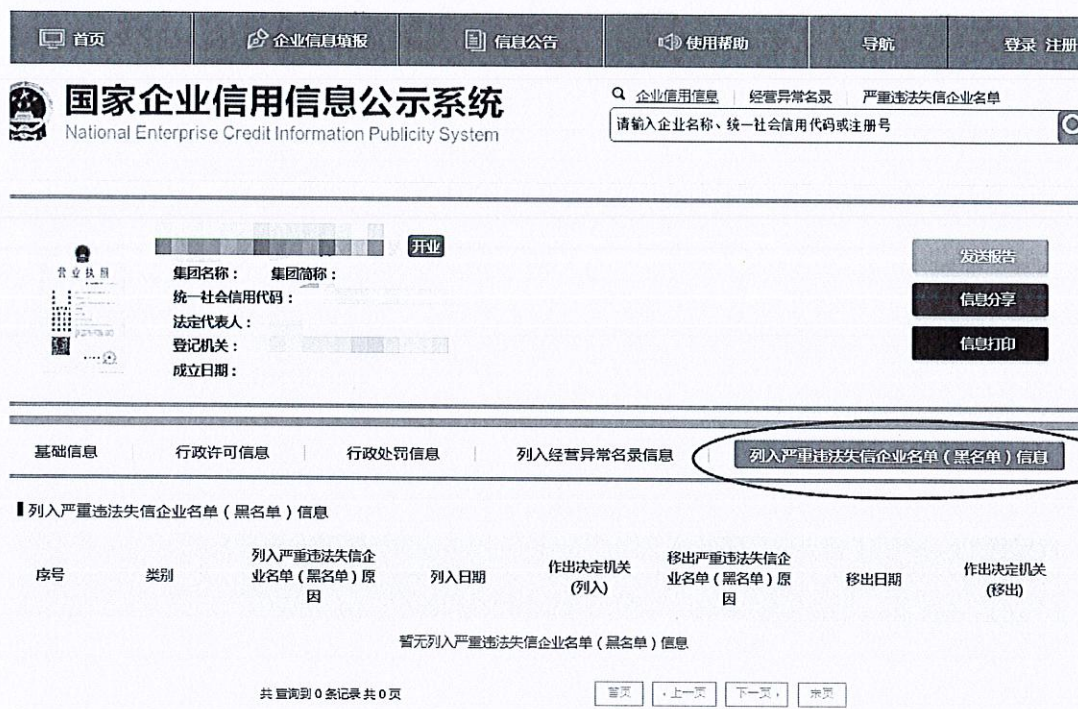 首页 企业信息填报 信息公告 使用帮助 导航 登录 注册
国家企业信用信息公示系统
National Enterprise Credit Information Publicity System
企业信用信息 经营异常名录 严重违法失信企业名单
请输入企业名称、统一社会信用代码或注册号
营业执照
开业
集团名称: 集团简称:
统一社会信用代码:
法定代表人:
登记机关:
成立日期:
发送报告
信息分享
信息打印
基础信息 行政许可信息 行政处罚信息 列入经营异常名录信息 列入严重违法失信企业名单(黑名单)信息
列入严重违法失信企业名单(黑名单)信息
序号
类别
列入严重违法失信企
业名单(黑名单)原
因
列入日期
作出决定机关
(列入)
移出严重违法失信企
业名单(黑名单)原
因
移出日期
作出决定机关
(移出)
暂无列入严重违法失信企业名单(黑名单)信息
共 查询到 0 条记录 共 0 页
首页 上一页 下一页 末页